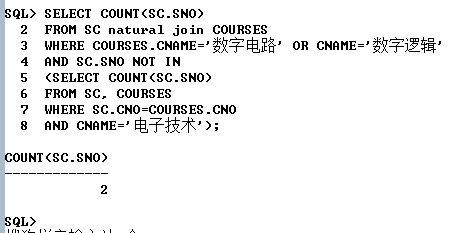 SQL> SELECT COUNT(SC.SNO)
2 FROM SC natural join COURSES
3 WHERE COURSES.CNAME='数字电路' OR CNAME='数字逻辑'
4 AND SC.SNO NOT IN
5 (SELECT COUNT(SC.SNO)
6 FROM SC, COURSES
7 WHERE SC.CNO=COURSES.CNO
8 AND CNAME='电子技术');
COUNT(SC.SNO)
-------------
2
SQL>